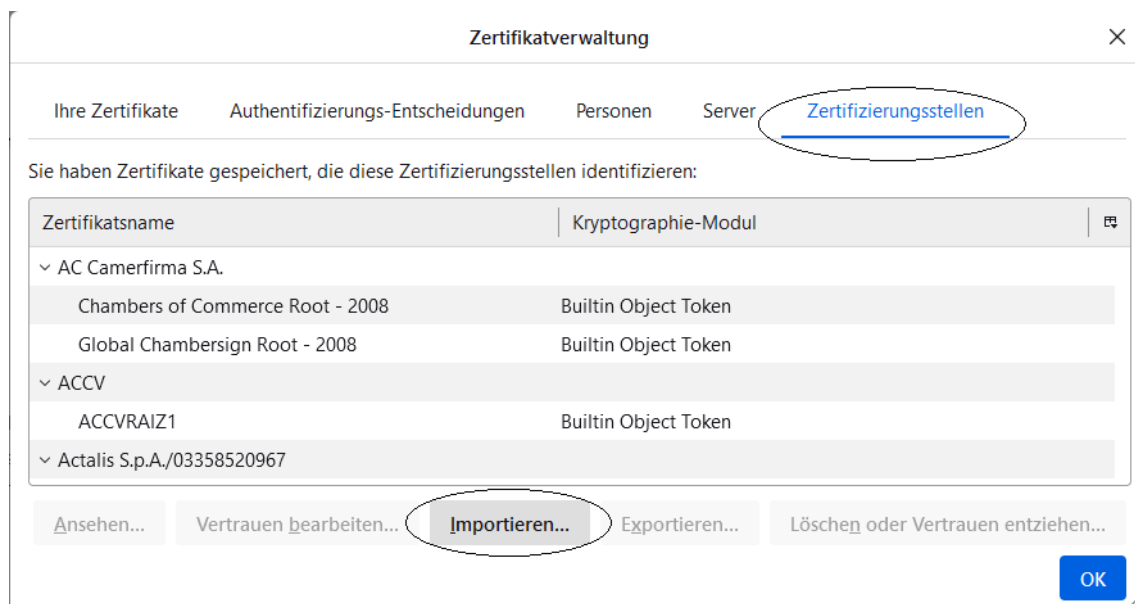 Zertifikatverwaltung
Ihre Zertifikate Authentifizierungs-Entscheidungen Personen Server Zertifizierungsstellen
Sie haben Zertifikate gespeichert, die diese Zertifizierungsstellen identifizieren:
Zertifikatsname Kryptographie-Modul
AC Camerfirma S.A.
Chambers of Commerce Root - 2008 Builtin Object Token
Global Chambersign Root - 2008 Builtin Object Token
ACCV
ACCVRAIZ1 Builtin Object Token
Actalis S.p.A./03358520967
Ansehen... Vertrauen bearbeiten... Importieren... Exportieren... Löschen oder Vertrauen entziehen...
OK